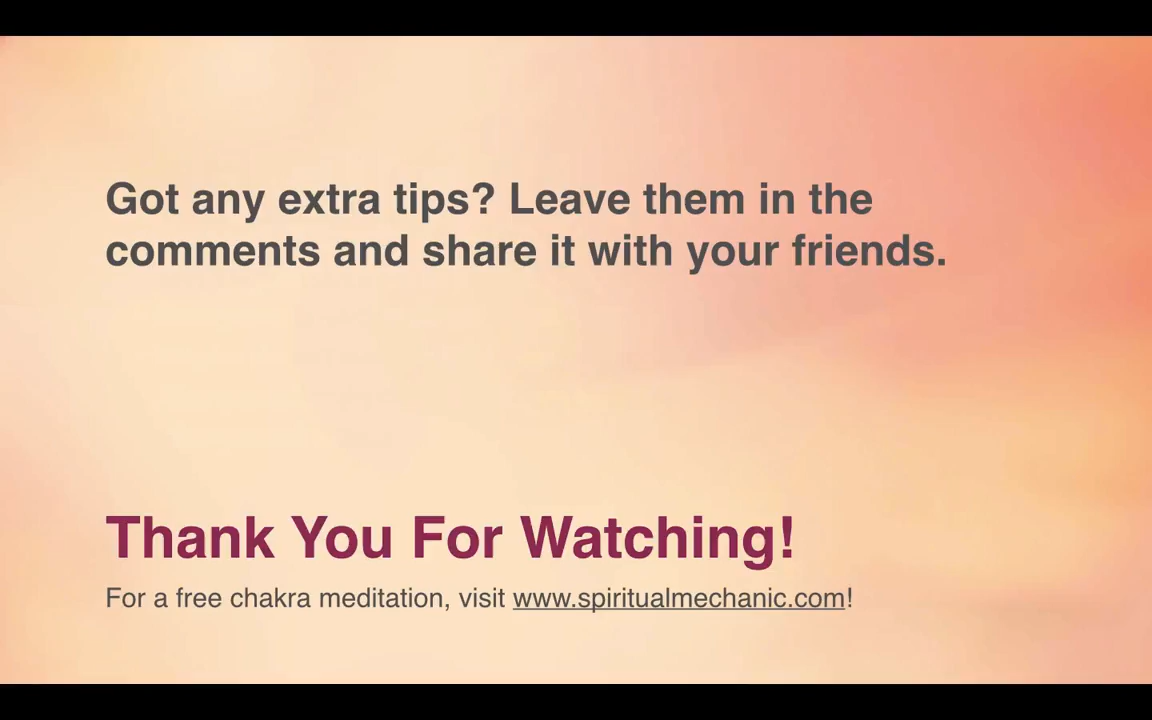 Got any extra tips? Leave them in the
comments and share it with your friends.
Thank You For Watching!
For a free chakra meditation, visit www.spiritualmechanic.com!